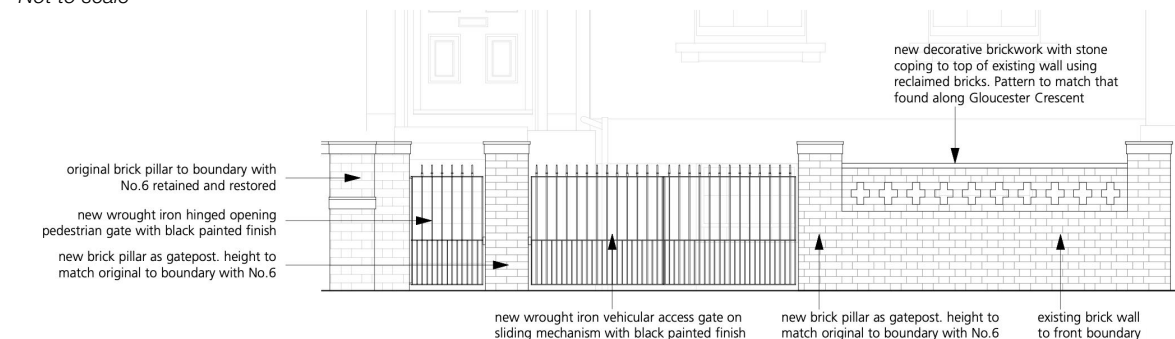 Not to scale
new decorative brickwork with stone
coping to top of existing wall using
reclaimed bricks. Pattern to match that
found along Gloucester Crescent
original brick pillar to boundary with
No.6 retained and restored
new wrought iron hinged opening
pedestrian gate with black painted finish
new brick pillar as gatepost. height to
match original to boundary with No.6
new wrought iron vehicular access gate on
sliding mechanism with black painted finish
new brick pillar as gatepost. height to
match original to boundary with No.6
existing brick wall
to front boundary